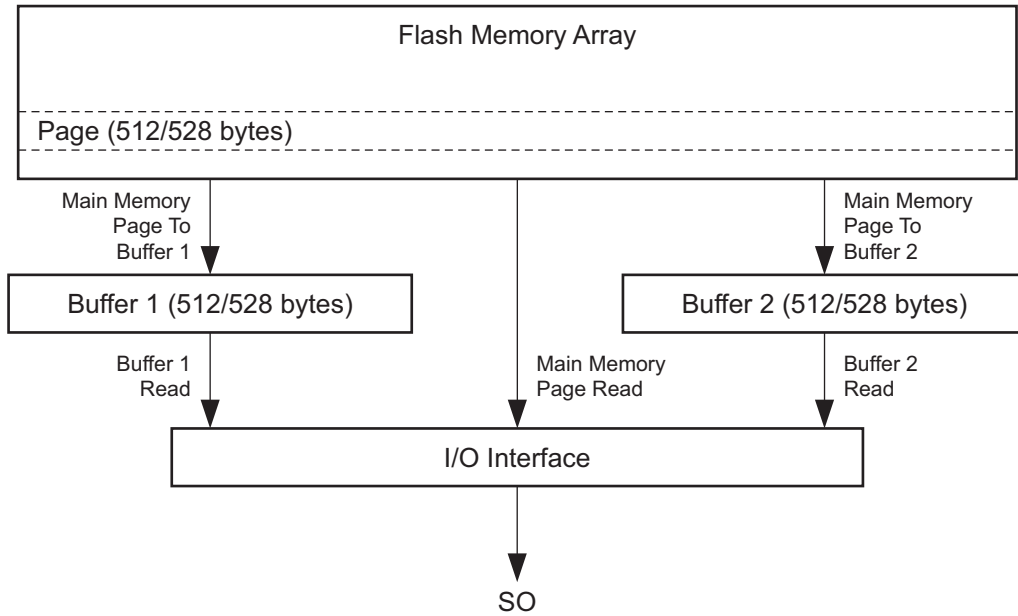 Flash Memory Array
Page (512/528 bytes)
Main Memory
Page To
Buffer 1
Main Memory
Page To
Buffer 2
Buffer 1 (512/528 bytes)
Buffer 2 (512/528 bytes)
Buffer 1
Read
Main Memory
Page Read
Buffer 2
Read
I/O Interface
SO